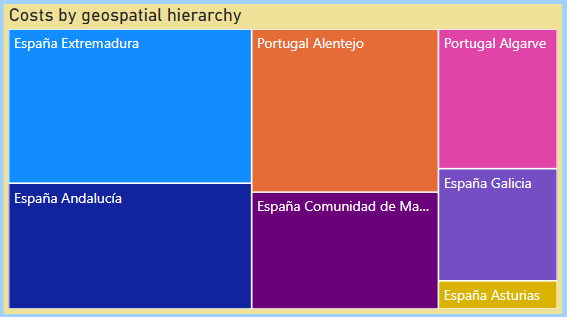 Costs by geospatial hierarchy
España Extremadura
España Andalucía
Portugal Alentejo
España Comunidad de Ma...
Portugal Algarve
España Galicia
España Asturias